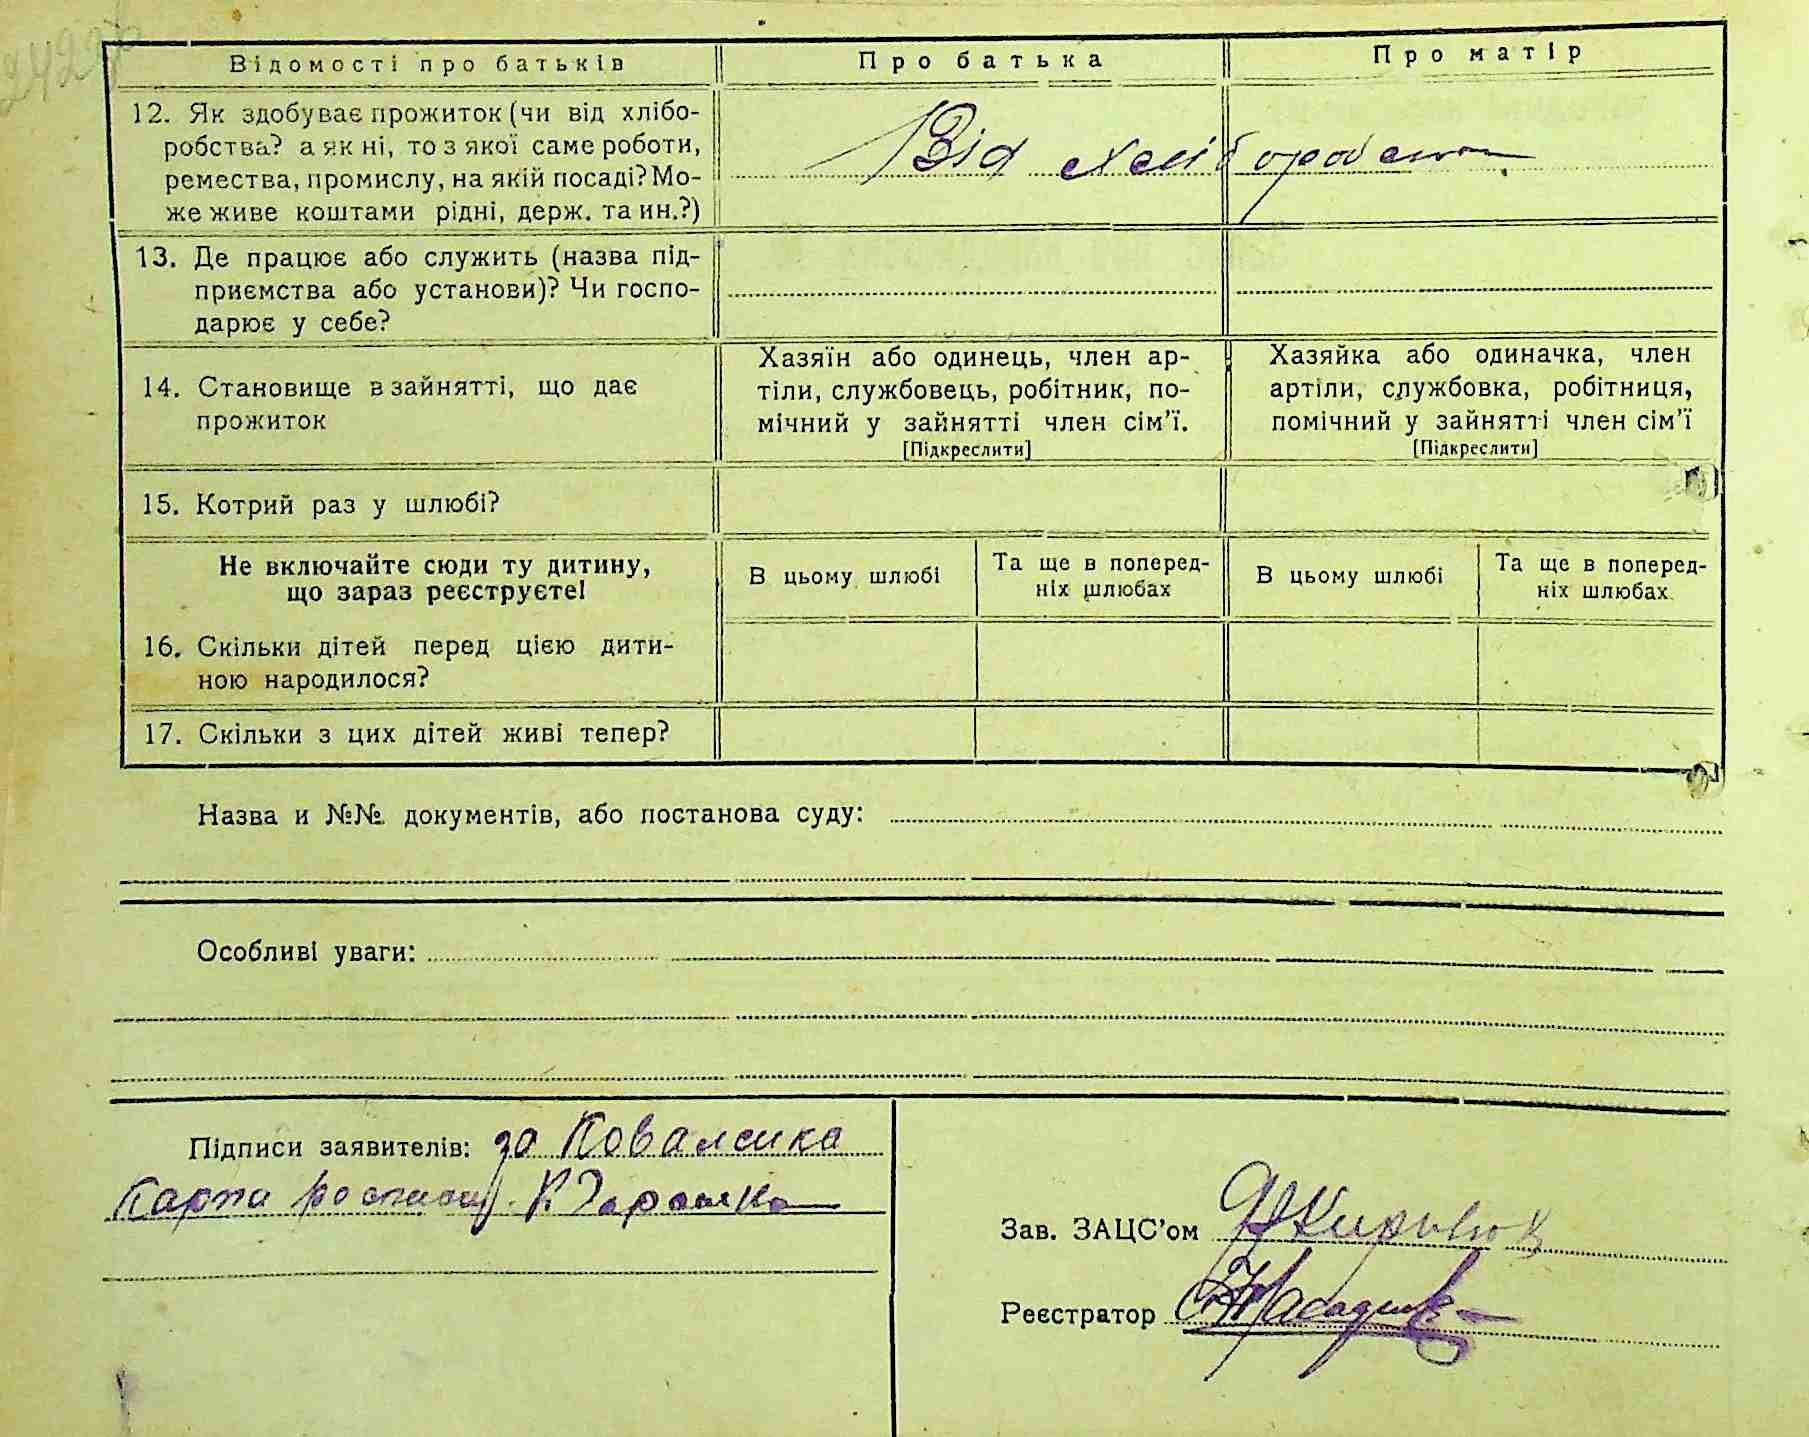 Відомості про батьків
Про батька
Про матір
12. Як здобуває прожиток (чи від хлібо-
робства? а як ні, то з якої саме роботи,
ремества, промислу, на якій посаді? Мо-
же живе коштами рідні, держ. та ин.?)
Від хліборобства
13. Де працює або служить (назва під-
приємства або установи)? Чи госпо-
дарює у себе?
14. Становище в зайнятті, що дає
прожиток
Хазяїн або одинець, член ар-
тіли, службовець, робітник, по-
мічний у зайнятті член сім’ї.
[Підкреслити]
Хазяйка або одиначка, член
артіли, службовка, робітниця,
помічний у зайнятті член сім’ї
[Підкреслити]
15. Котрий раз у шлюбі?
Не включайте сюди ту дитину,
що зараз реєструєте!
В цьому шлюбі
Та ще в поперед-
ніх шлюбах
В цьому шлюбі
Та ще в поперед-
ніх шлюбах
16. Скільки дітей перед цією дити-
ною народилося?
17. Скільки з цих дітей живі тепер?
Назва и №№ документів, або постанова суду:
Особливі уваги:
Підписи заявителів: за Ковалсика
Карпа
Зав. ЗАЦС’ом
Реєстратор